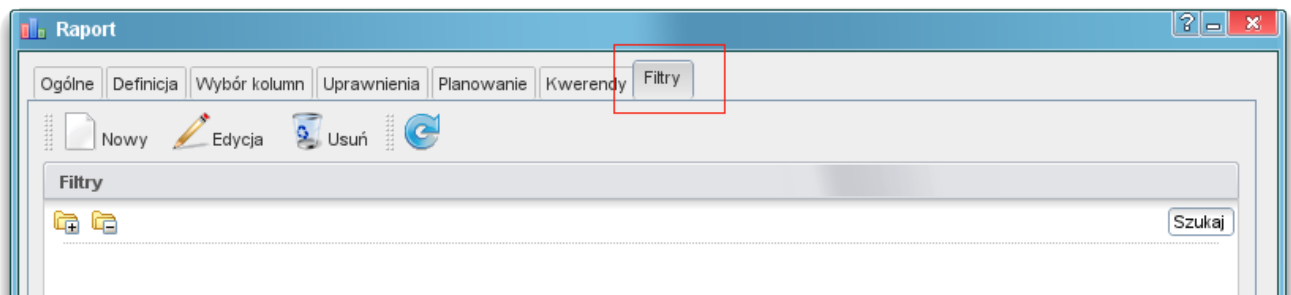 Raport
Ogólne Definicja Wybór kolumn Uprawnienia Planowanie Kwerendy Filtry
Nowy Edycja Usuń
Filtry
Szukaj